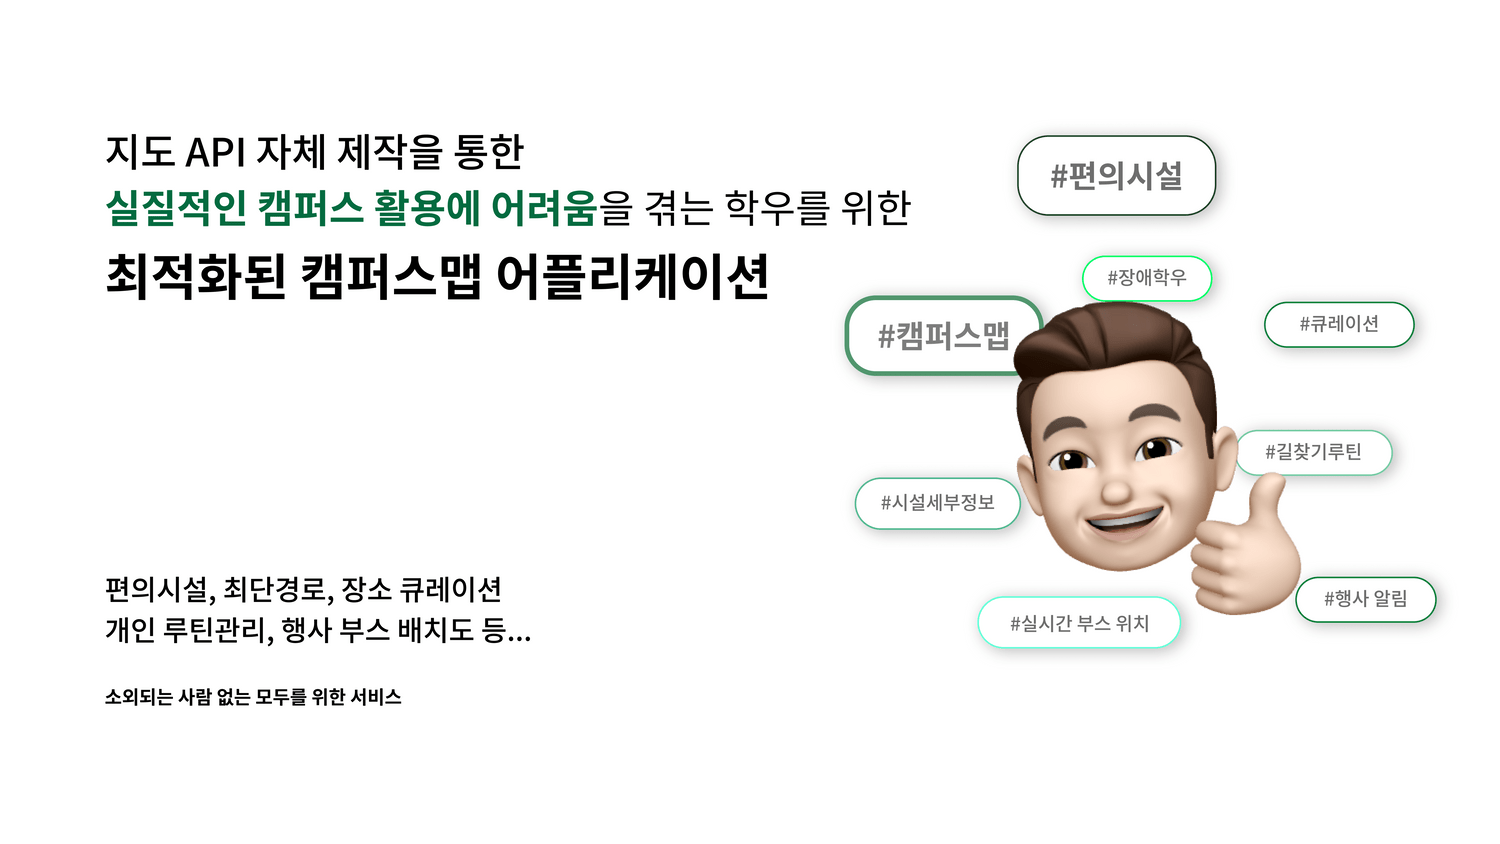 지도 API 자체 제작을 통한
실질적인 캠퍼스 활용에 어려움을 겪는 학우를 위한
최적화된 캠퍼스맵 어플리케이션
편의시설, 최단경로, 장소 큐레이션
개인 루틴관리, 행사 부스 배치도 등...
소외되는 사람 없는 모두를 위한 서비스
#편의시설
#장애학우
#캠퍼스맵
#큐레이션
#길찾기루틴
#시설세부정보
#행사 알림
#실시간 부스 위치